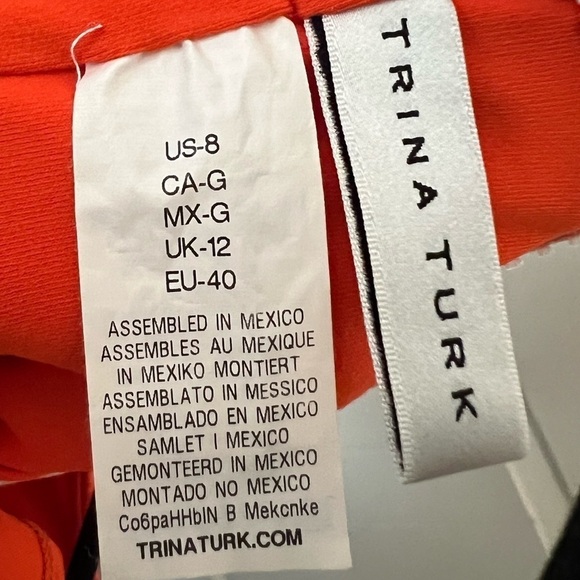 US-8
CA-G
MX-G
UK-12
EU-40
ASSEMBLED IN MEXICO
ASSEMBLES AU MEXIQUE
IN MEXIKO MONTIERT
ASSEMBLATO IN MESSICO
ENSAMBLADO EN MEXICO
SAMLET I MEXICO
GEMONTEERD IN MEXICO
MONTADO NO MEXICO
Co6paHHbIN B Mekcnke
TRINATURK.COM
TRINA TURK